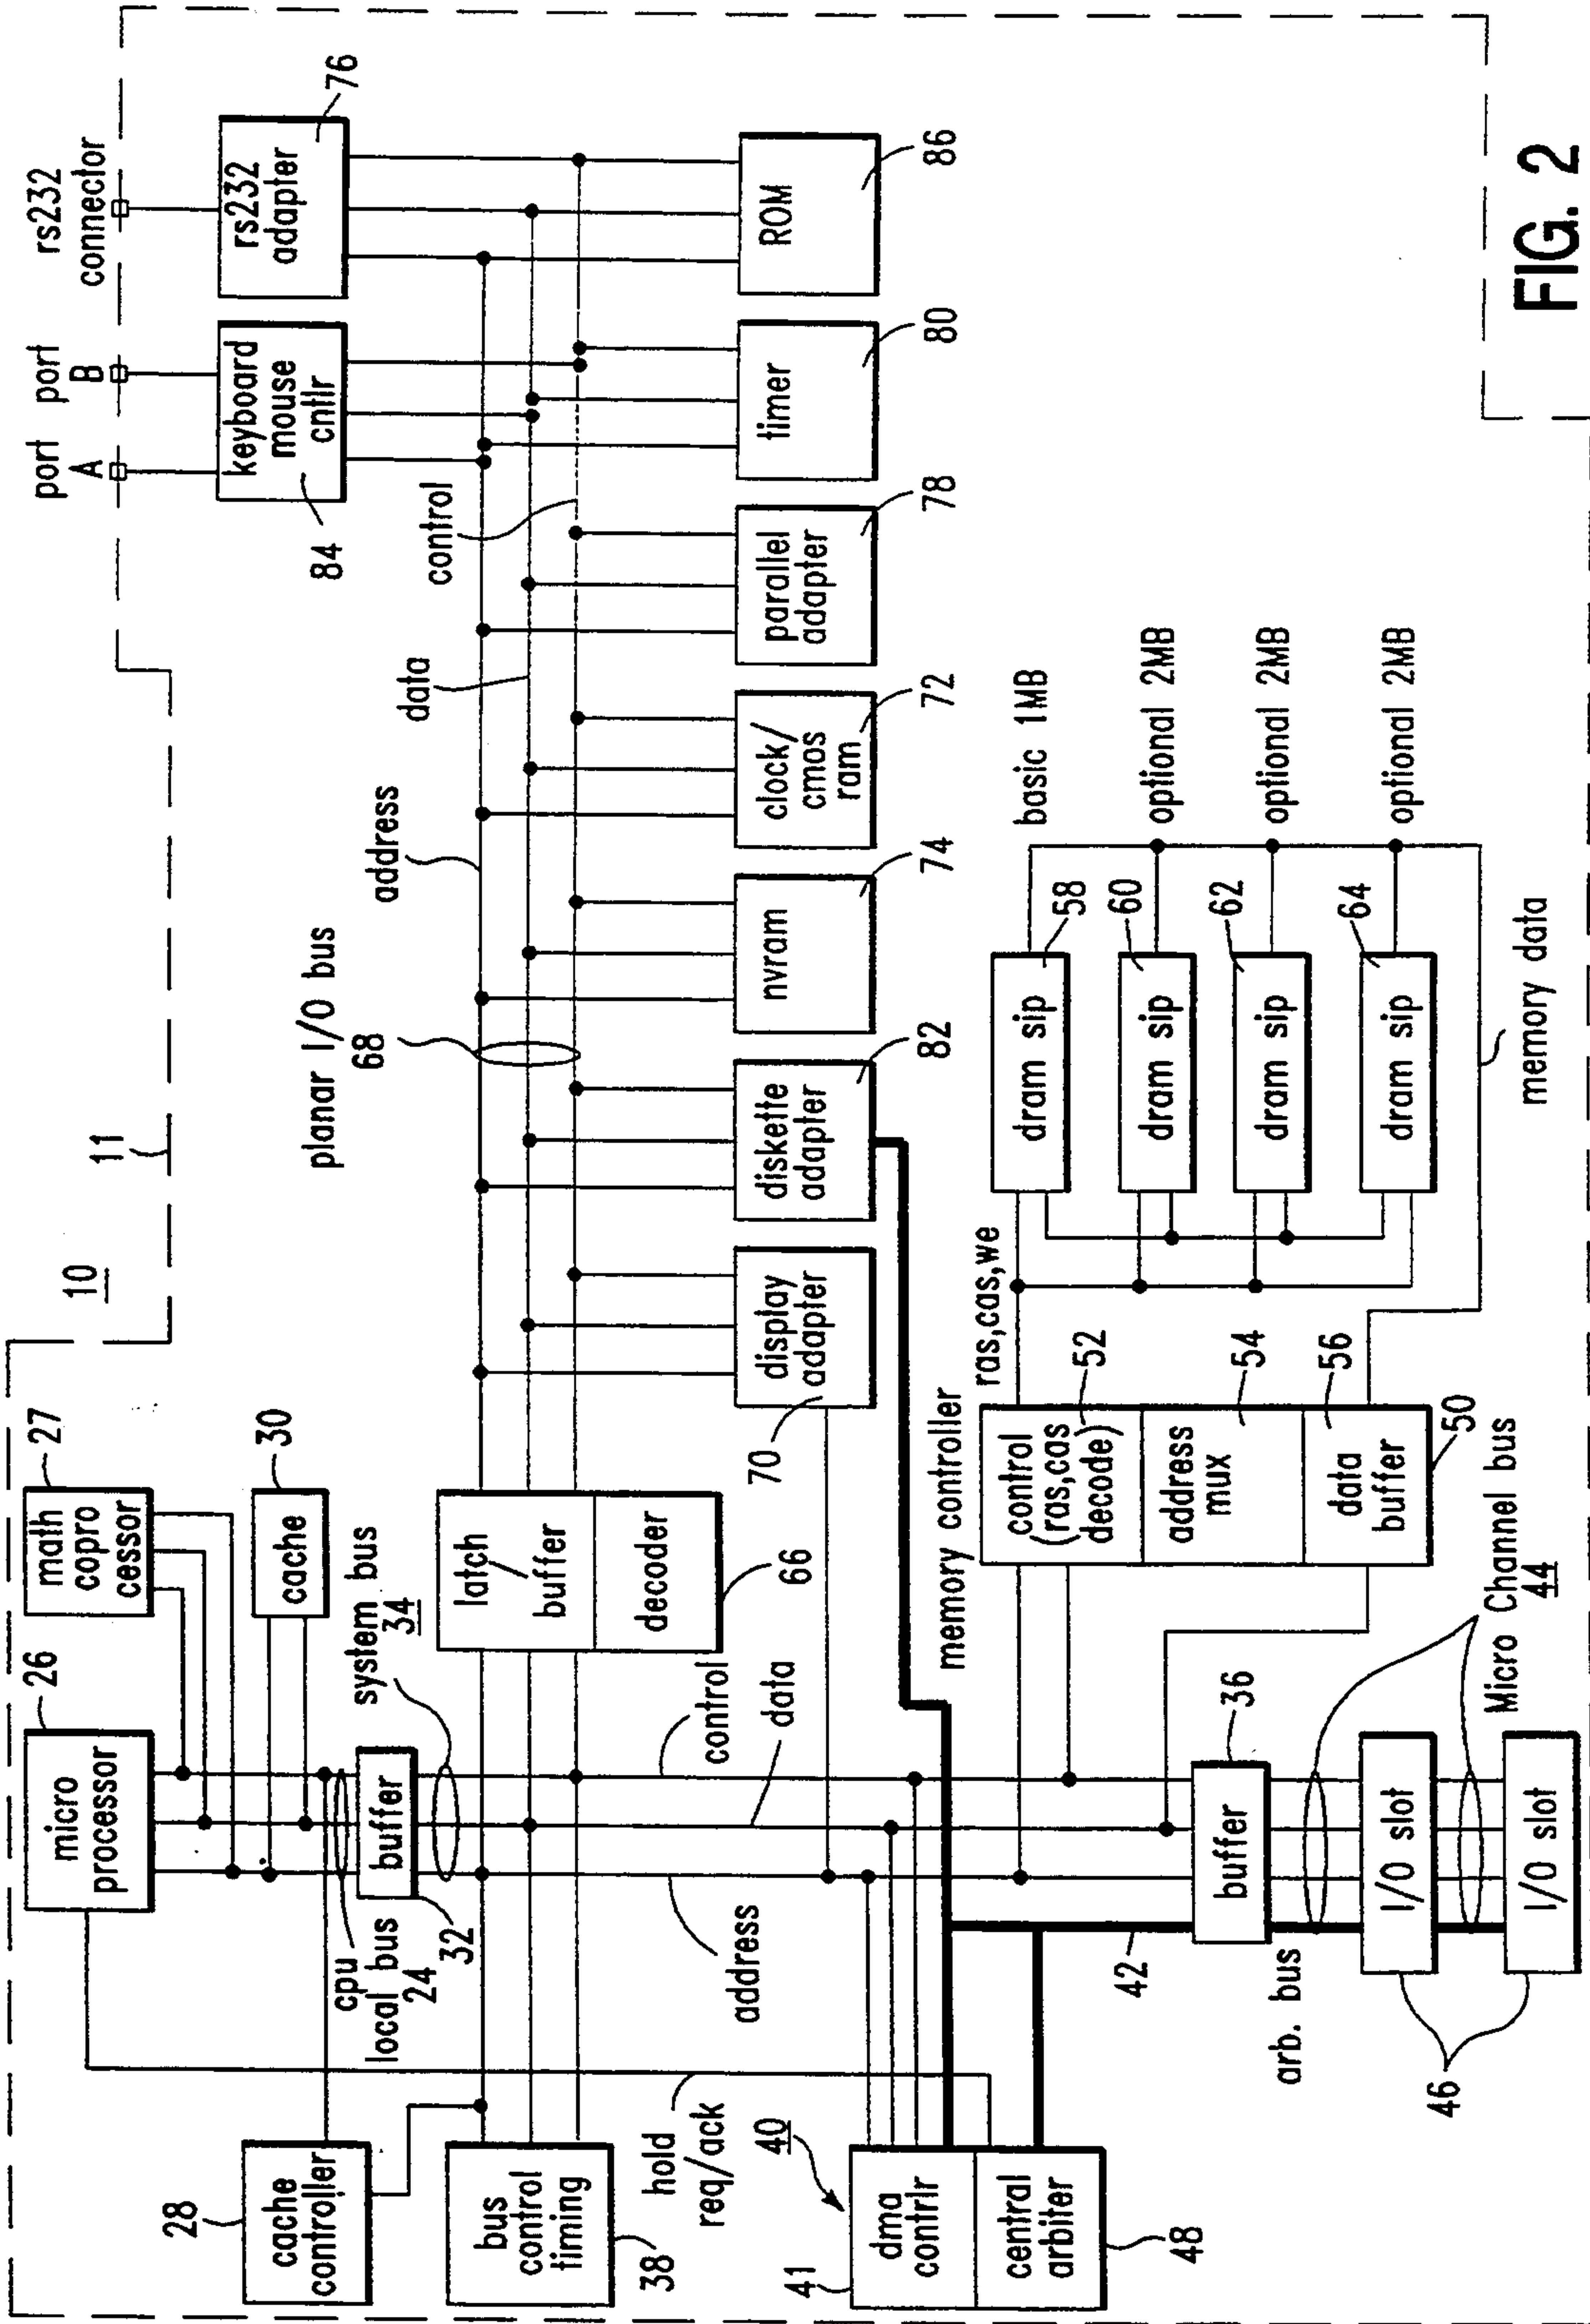 10
11
26
micro
processor
27
math
copro
cessor
30
cache
28
cache
controller
cpu
local bus
24
buffer
32
system bus
34
bus
control
timing
38
latch
/buffer
decoder
66
hold
req/ack
address
data
control
40
41
dma
contrlr
central
arbiter
48
42
arb. bus
buffer
36
I/O slot
I/O slot
46
Micro Channel bus
44
memory controller
control
(ras,cas
decode)
52
address
mux
54
data
buffer
56
50
ras,cas,we
dram sip
58
basic 1MB
dram sip
60
optional 2MB
dram sip
62
optional 2MB
dram sip
64
optional 2MB
memory data
planar I/O bus
68
address
data
control
display
adapter
70
diskette
adapter
82
nvram
74
clock/
cmos
ram
72
parallel
adapter
78
timer
80
ROM
86
port
A
port
B
keyboard
mouse
cntlr
84
rs232
connector
rs232
adapter
76
FIG. 2